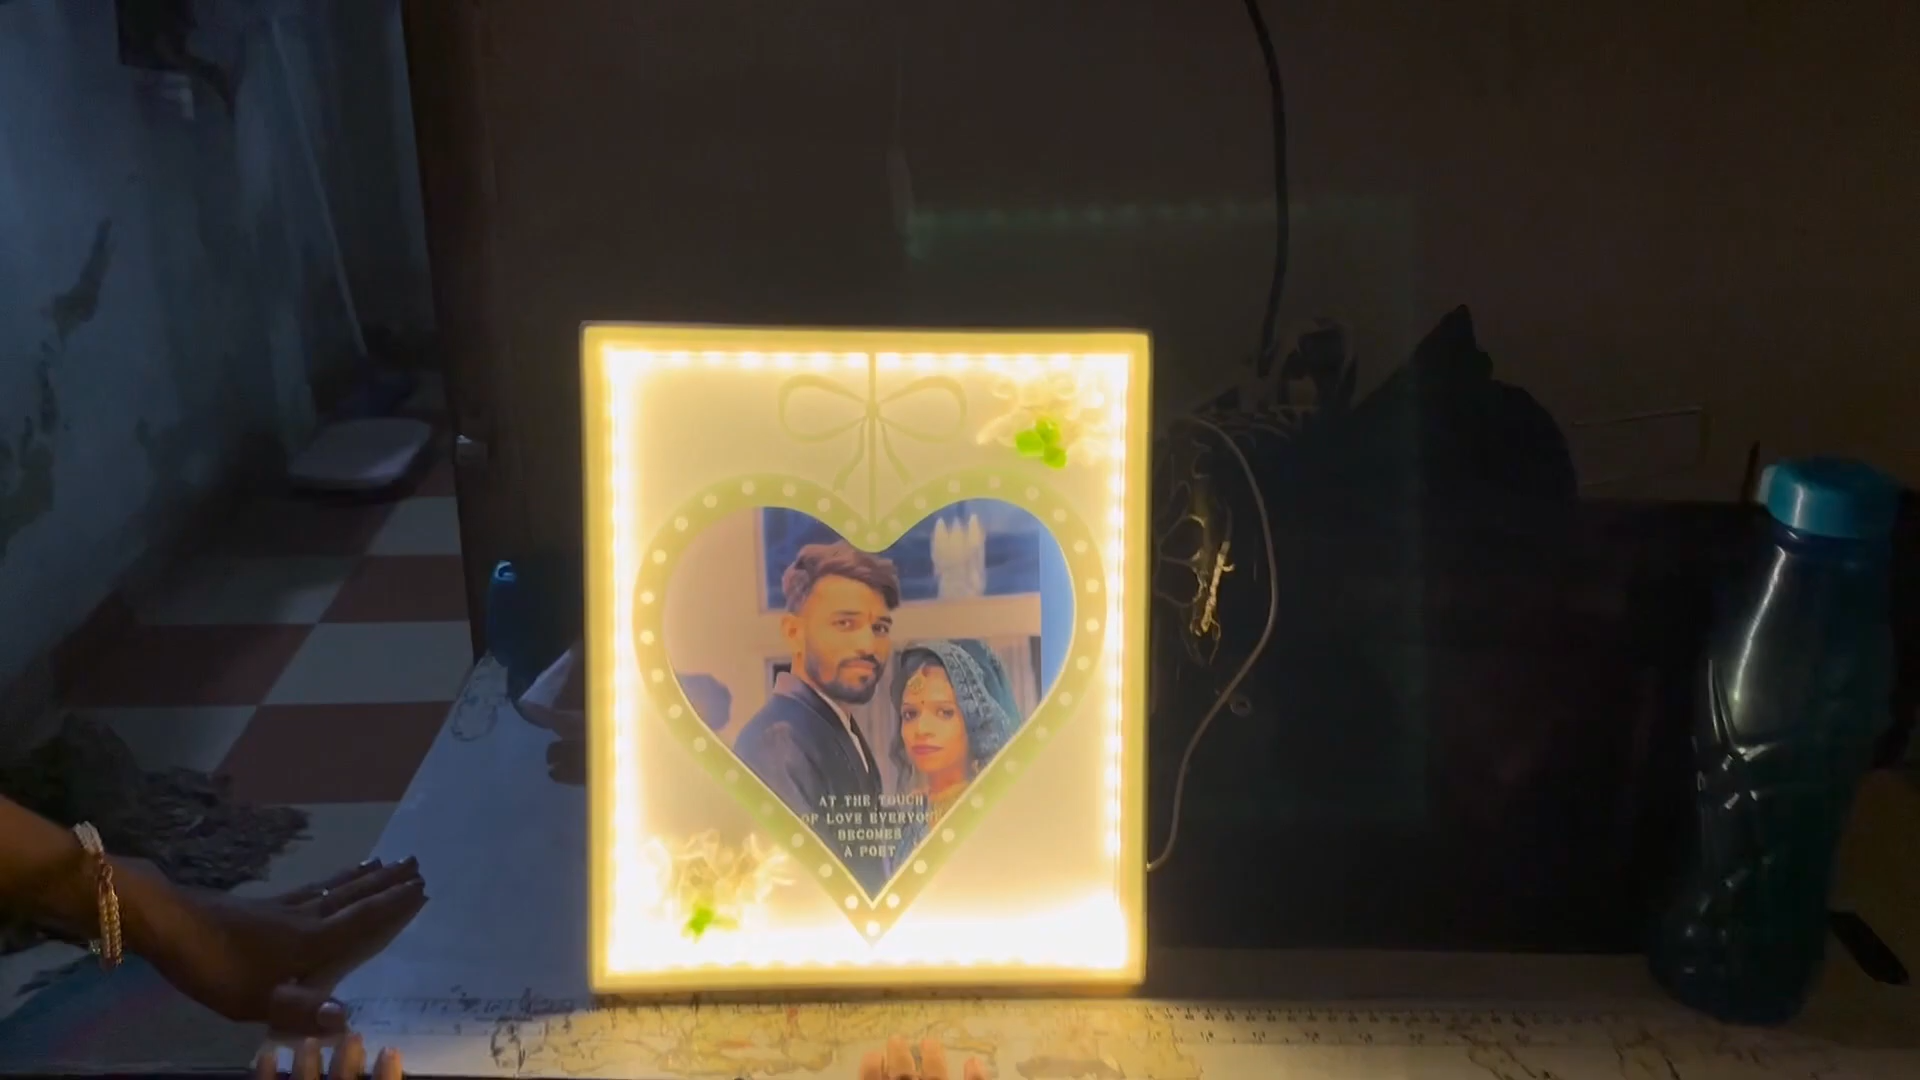 AT THE TOUCH
OF LOVE EVERYONE
BECOMES
A POET